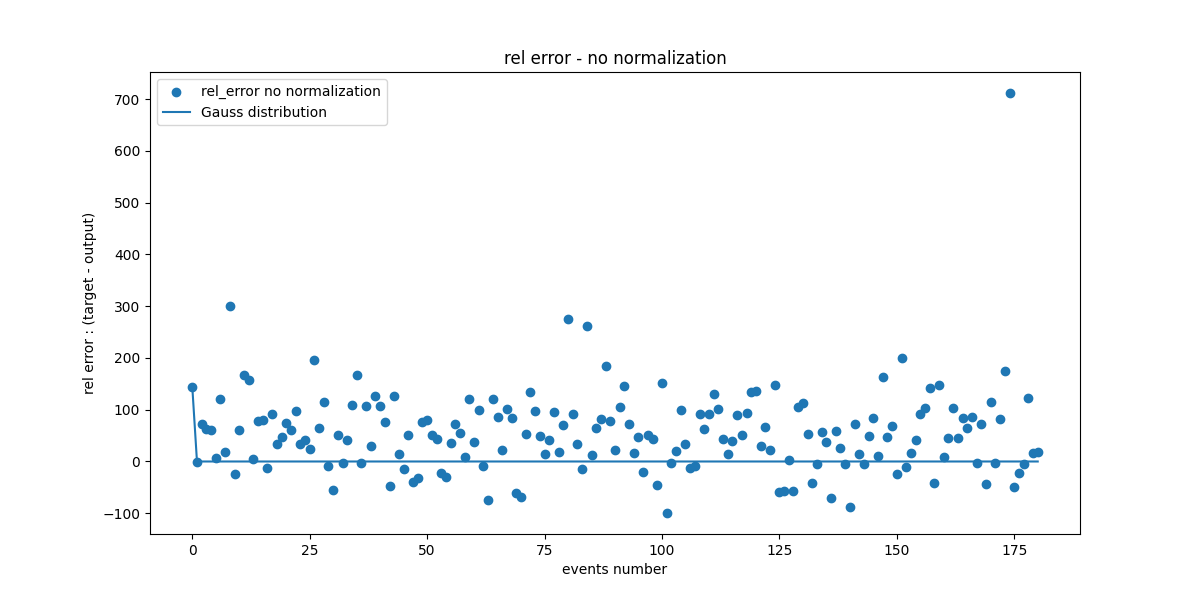 rel error - no normalization
rel_error no normalization
Gauss distribution
rel error : (target - output)
700
600
500
400
300
200
100
0
−100
0 25 50 75 100 125 150 175
events number